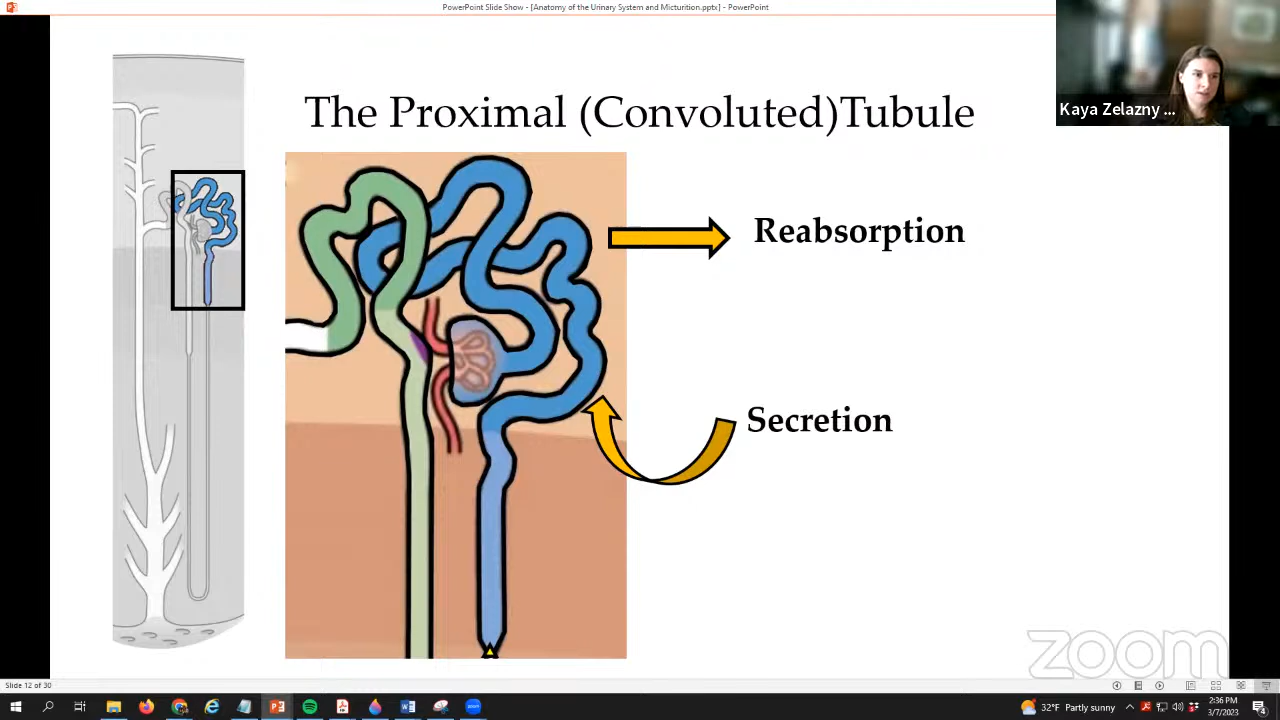 PowerPoint Slide Show - [Anatomy of the Urinary System and Micturition.pptx] - PowerPoint
Kaya Zelazny ...
The Proximal (Convoluted)Tubule
Reabsorption
Secretion
zoom
Slide 12 of 30
32°F Partly sunny
2:36 PM
3/7/2023